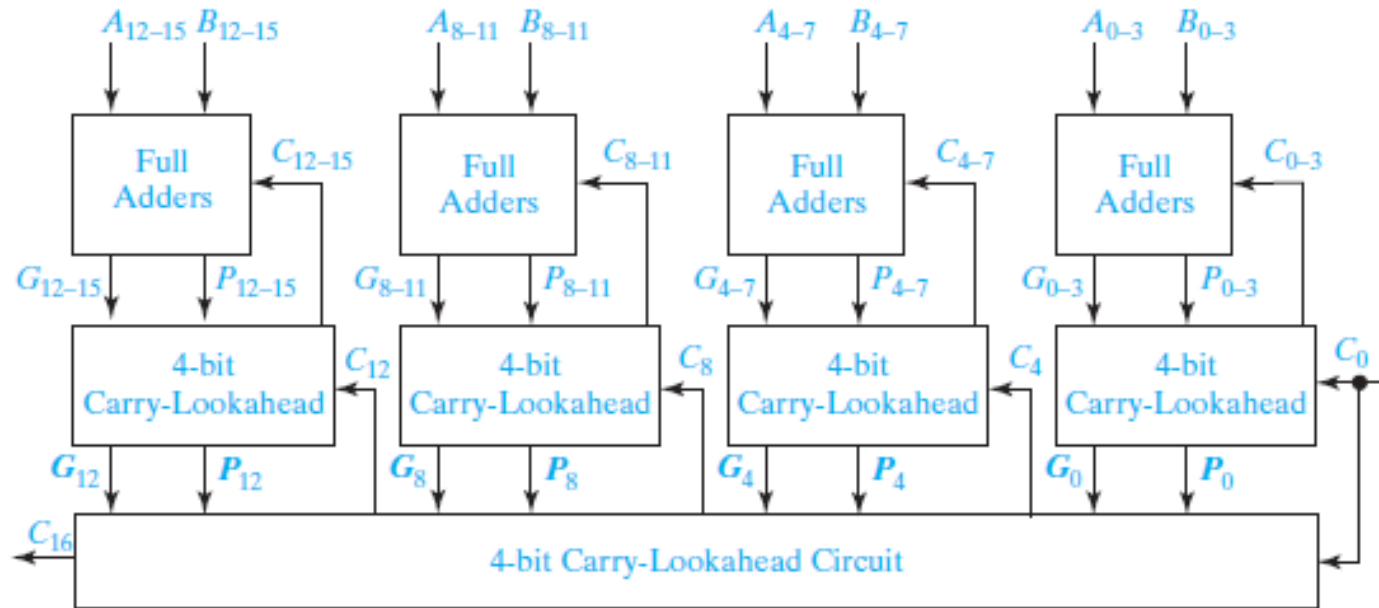 A12–15 B12–15 A8–11 B8–11 A4–7 B4–7 A0–3 B0–3
C12–15 C8–11 C4–7 C0–3
Full Full Full Full
Adders Adders Adders Adders
G12–15 P12–15 G8–11 P8–11 G4–7 P4–7 G0–3 P0–3
4-bit C12 4-bit C8 4-bit C4 4-bit C0
Carry-Lookahead Carry-Lookahead Carry-Lookahead Carry-Lookahead
G12 P12 G8 P8 G4 P4 G0 P0
C16
4-bit Carry-Lookahead Circuit